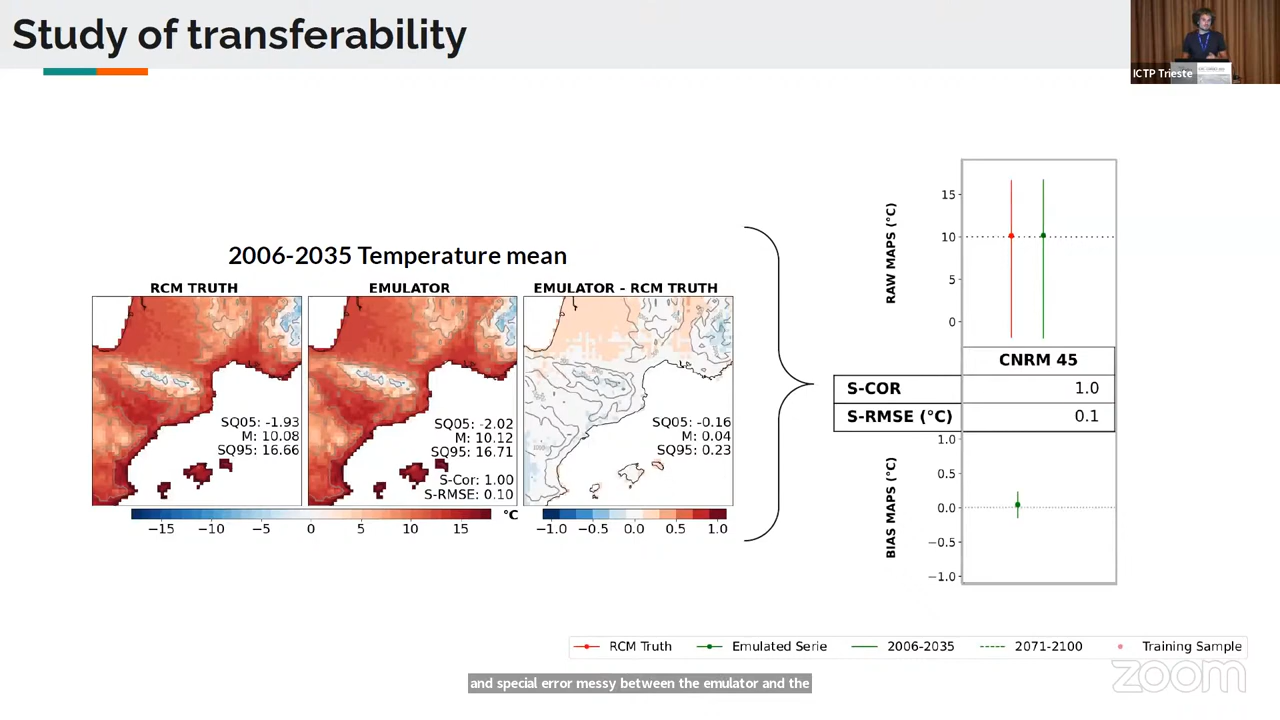 Study of transferability
ICTP Trieste
2006-2035 Temperature mean
RCM TRUTH
EMULATOR
EMULATOR - RCM TRUTH
SQ05: -1.93
M: 10.08
SQ95: 16.66
SQ05: -2.02
M: 10.12
SQ95: 16.71
S-Cor: 1.00
S-RMSE: 0.10
SQ05: -0.16
M: 0.04
SQ95: 0.23
−15 −10 −5 0 5 10 15 °C
−1.0 −0.5 0.0 0.5 1.0
RAW MAPS (°C)
15
10
5
0
CNRM 45
S-COR 1.0
S-RMSE (°C) 0.1
BIAS MAPS (°C)
1.0
0.5
0.0
−0.5
−1.0
RCM Truth Emulated Serie 2006-2035 2071-2100 Training Sample
and special error messy between the emulator and the
zoom